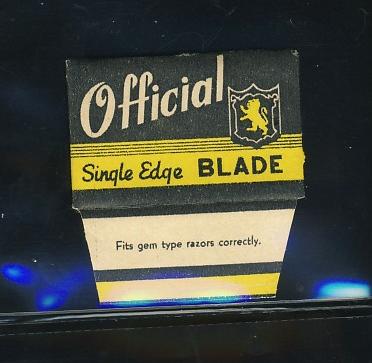 Official
Single Edge BLADE
Fits gem type razors correctly.